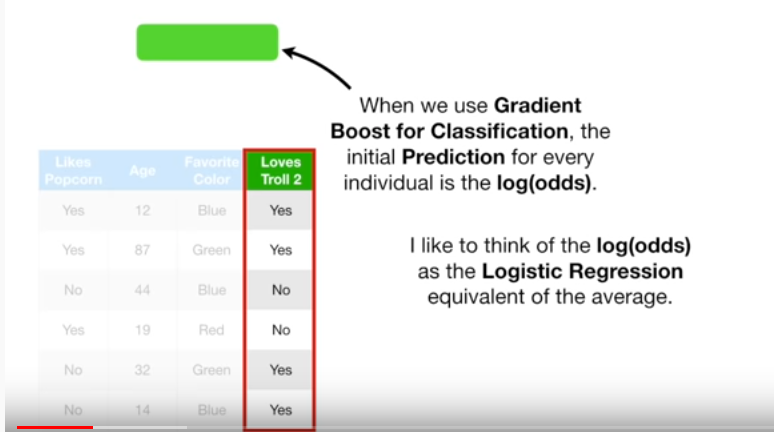 When we use Gradient
Boost for Classification, the
initial Prediction for every
individual is the log(odds).
I like to think of the log(odds)
as the Logistic Regression
equivalent of the average.
Likes Popcorn Age Favorite Color Loves Troll 2
Yes 12 Blue Yes
Yes 87 Green Yes
No 44 Blue No
Yes 19 Red No
No 32 Green Yes
No 14 Blue Yes